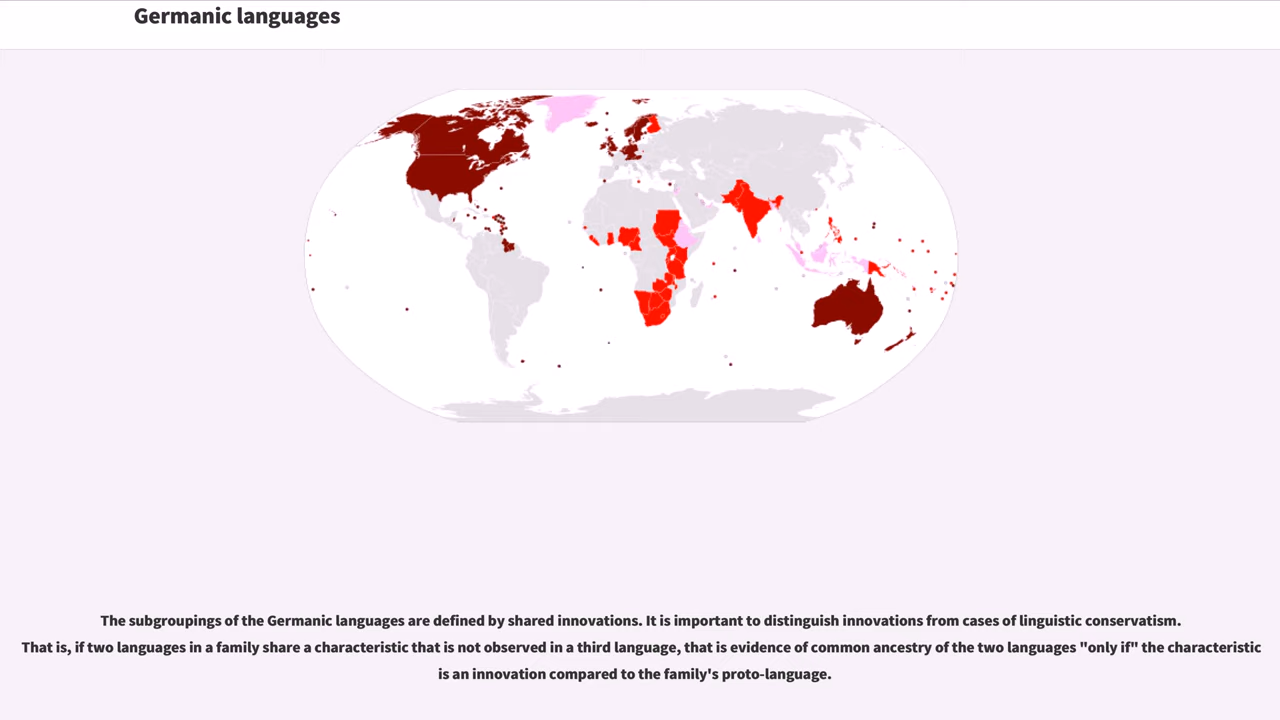 Germanic languages
The subgroupings of the Germanic languages are defined by shared innovations. It is important to distinguish innovations from cases of linguistic conservatism.
That is, if two languages in a family share a characteristic that is not observed in a third language, that is evidence of common ancestry of the two languages "only if" the characteristic
is an innovation compared to the family's proto-language.